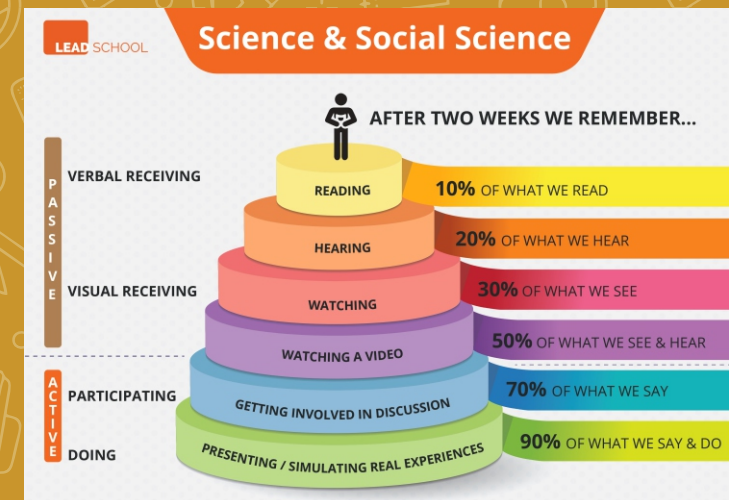 LEAD SCHOOL
Science & Social Science
AFTER TWO WEEKS WE REMEMBER...
PASSIVE
VERBAL RECEIVING
READING
10% OF WHAT WE READ
HEARING
20% OF WHAT WE HEAR
VISUAL RECEIVING
WATCHING
30% OF WHAT WE SEE
WATCHING A VIDEO
50% OF WHAT WE SEE & HEAR
ACTIVE
PARTICIPATING
GETTING INVOLVED IN DISCUSSION
70% OF WHAT WE SAY
DOING
PRESENTING / SIMULATING REAL EXPERIENCES
90% OF WHAT WE SAY & DO